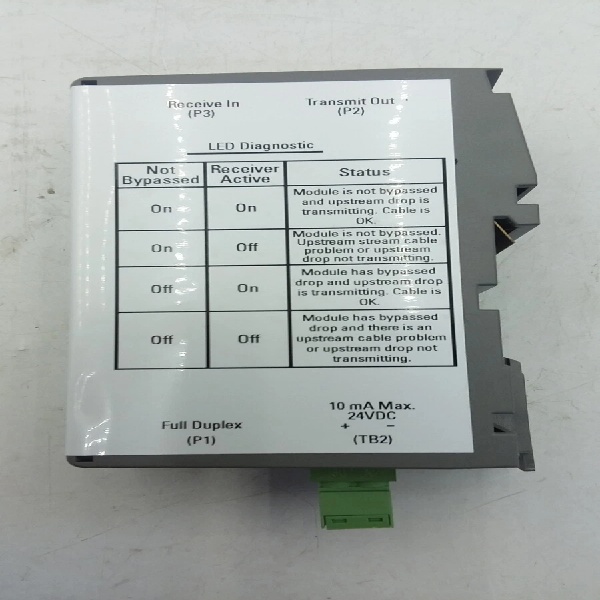 Receive In Transmit Out
(P3) (P2)
LED Diagnostic
Not Bypassed Receiver Active Status
On On Module is not bypassed
and upstream drop is
transmitting. Cable is
OK.
On Off Module is not bypassed.
Upstream stream cable
problem or upstream
drop not transmitting.
Off On Module has bypassed
drop and upstream drop
is transmitting. Cable is
OK.
Off Off Module has bypassed
drop and there is an
upstream cable problem
or upstream drop not
transmitting.
10 mA Max.
24VDC
Full Duplex + –
(P1) (TB2)